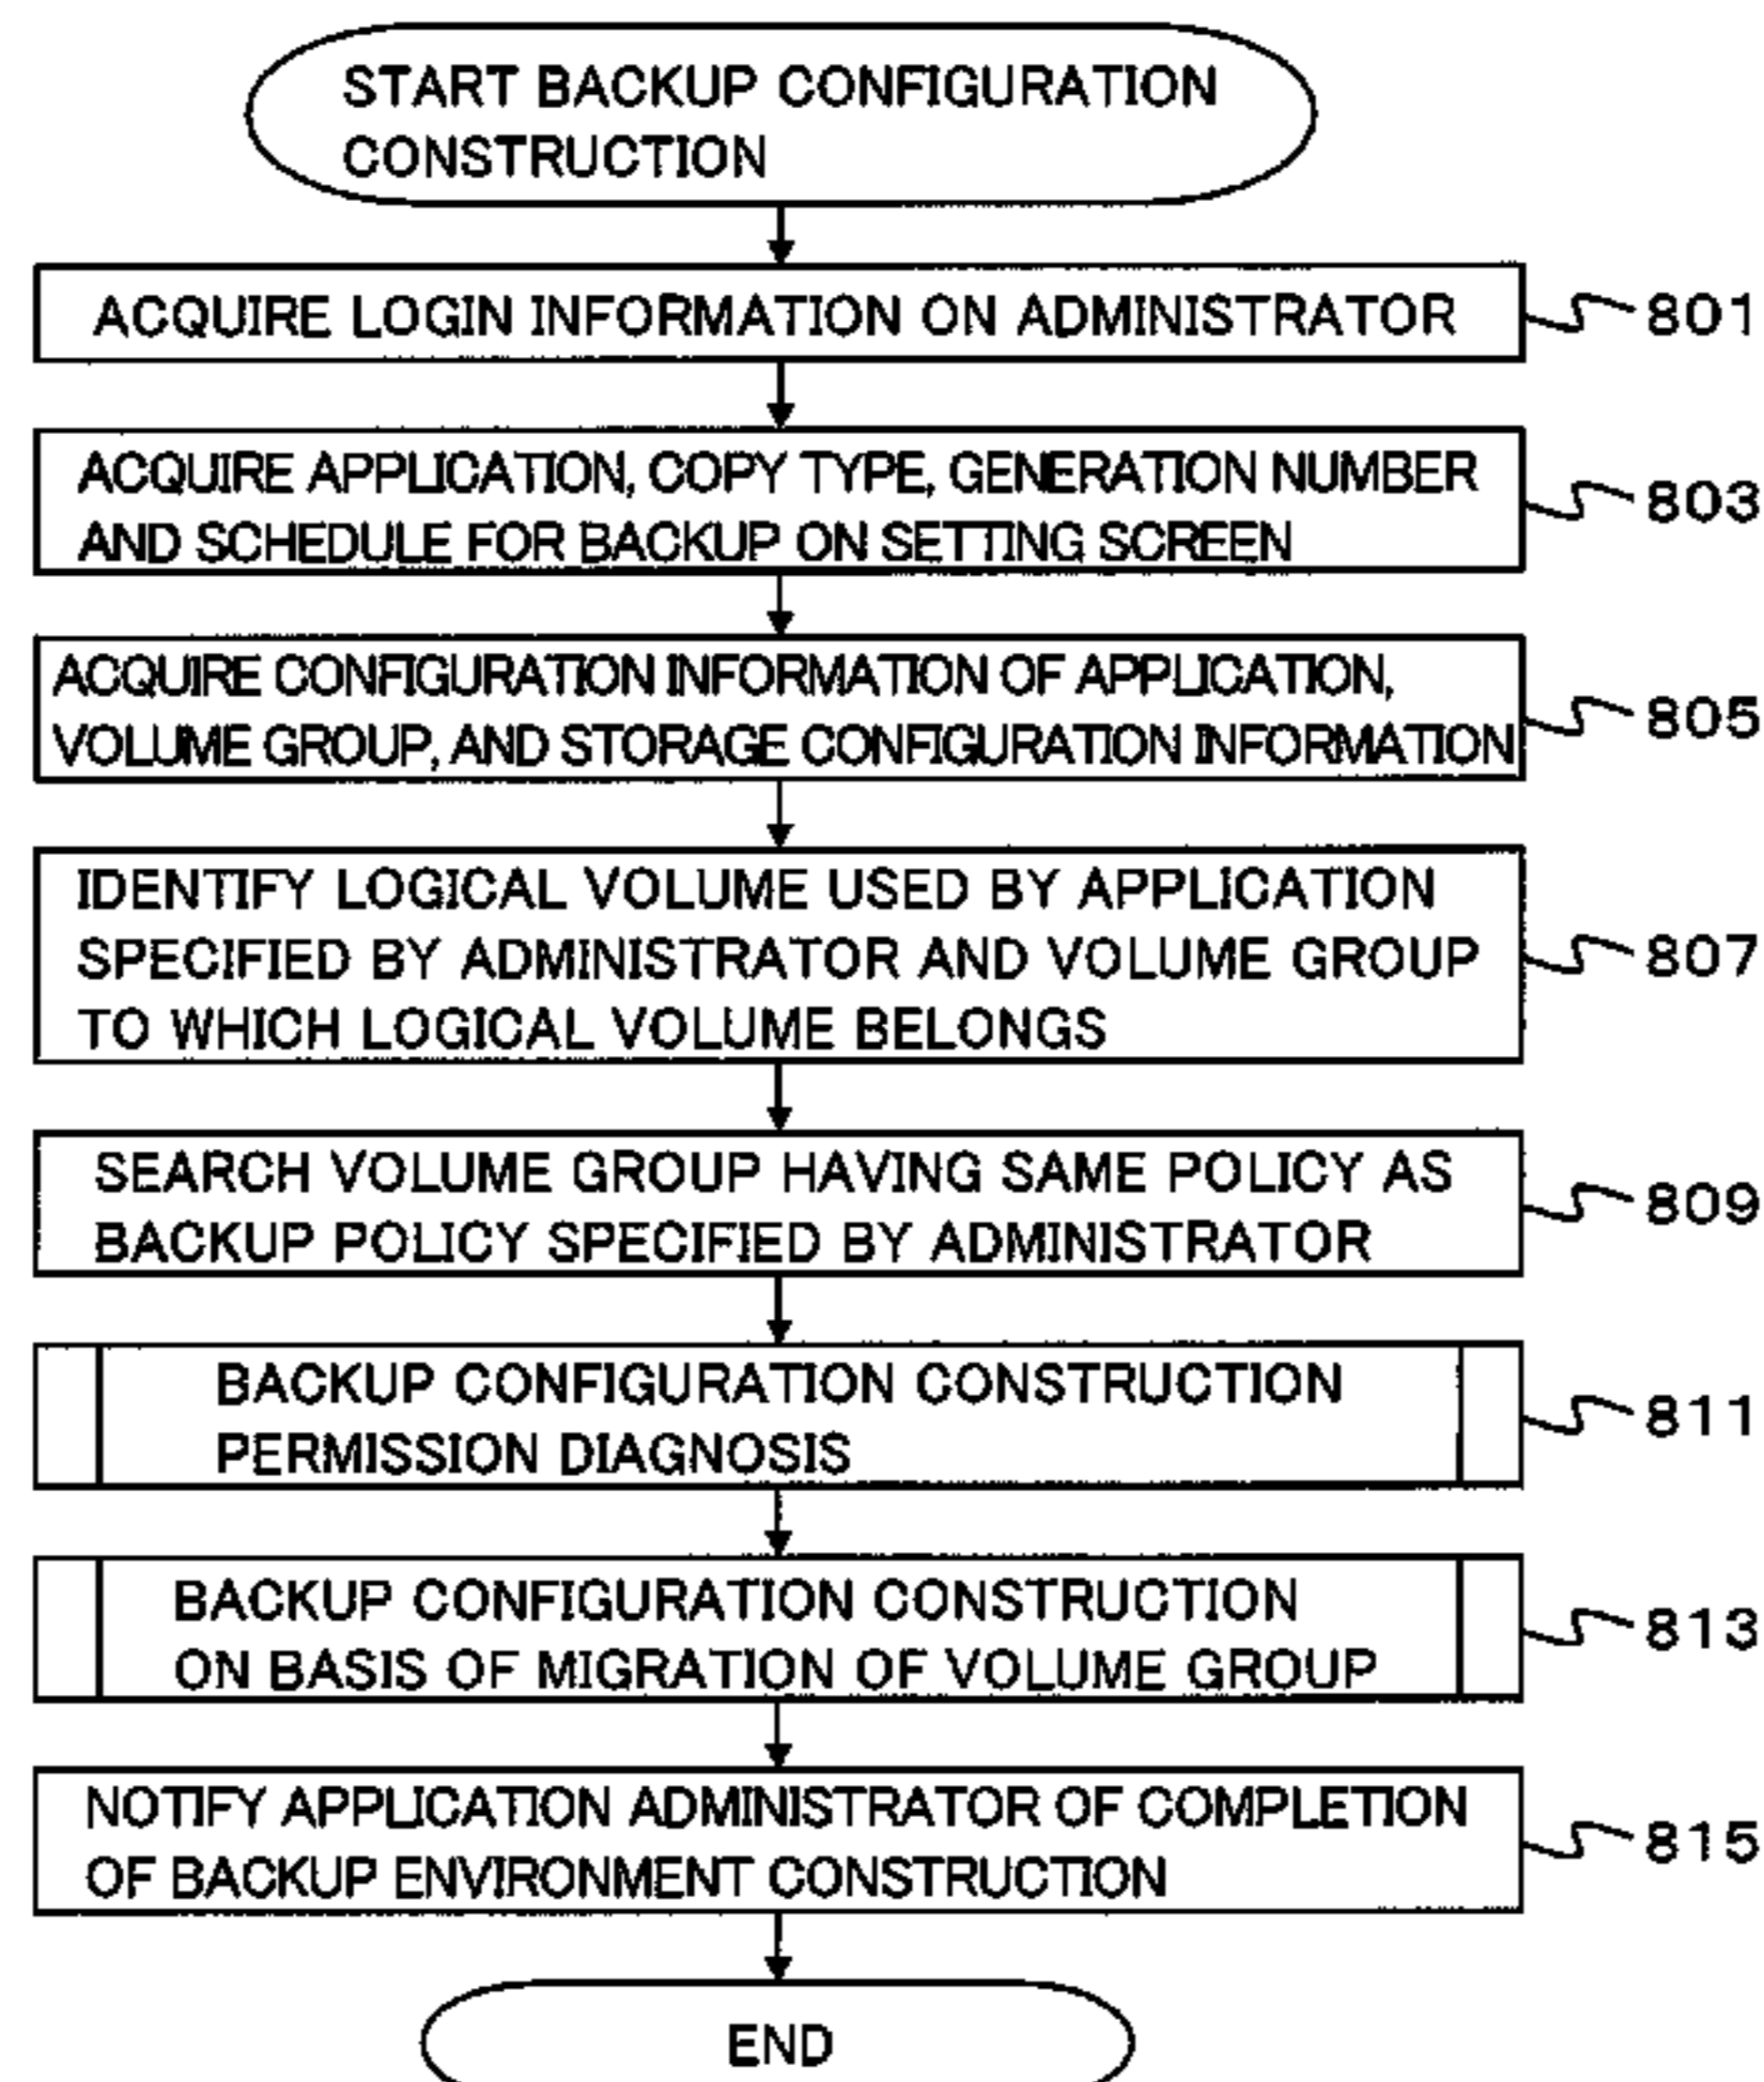 START BACKUP CONFIGURATION
CONSTRUCTION
ACQUIRE LOGIN INFORMATION ON ADMINISTRATOR
801
ACQUIRE APPLICATION, COPY TYPE, GENERATION NUMBER
AND SCHEDULE FOR BACKUP ON SETTING SCREEN
803
ACQUIRE CONFIGURATION INFORMATION OF APPLICATION,
VOLUME GROUP, AND STORAGE CONFIGURATION INFORMATION
805
IDENTIFY LOGICAL VOLUME USED BY APPLICATION
SPECIFIED BY ADMINISTRATOR AND VOLUME GROUP
TO WHICH LOGICAL VOLUME BELONGS
807
SEARCH VOLUME GROUP HAVING SAME POLICY AS
BACKUP POLICY SPECIFIED BY ADMINISTRATOR
809
BACKUP CONFIGURATION CONSTRUCTION
PERMISSION DIAGNOSIS
811
BACKUP CONFIGURATION CONSTRUCTION
ON BASIS OF MIGRATION OF VOLUME GROUP
813
NOTIFY APPLICATION ADMINISTRATOR OF COMPLETION
OF BACKUP ENVIRONMENT CONSTRUCTION
815
END